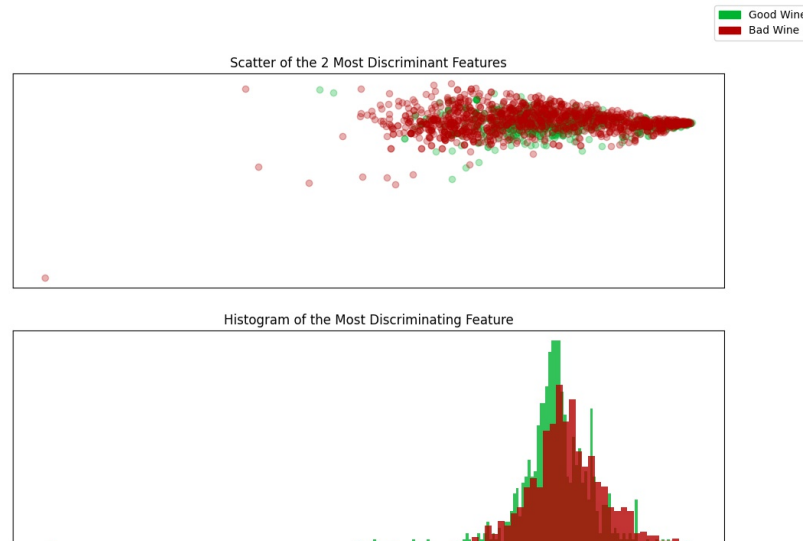 Good Wine
Bad Wine
Scatter of the 2 Most Discriminant Features
Histogram of the Most Discriminating Feature